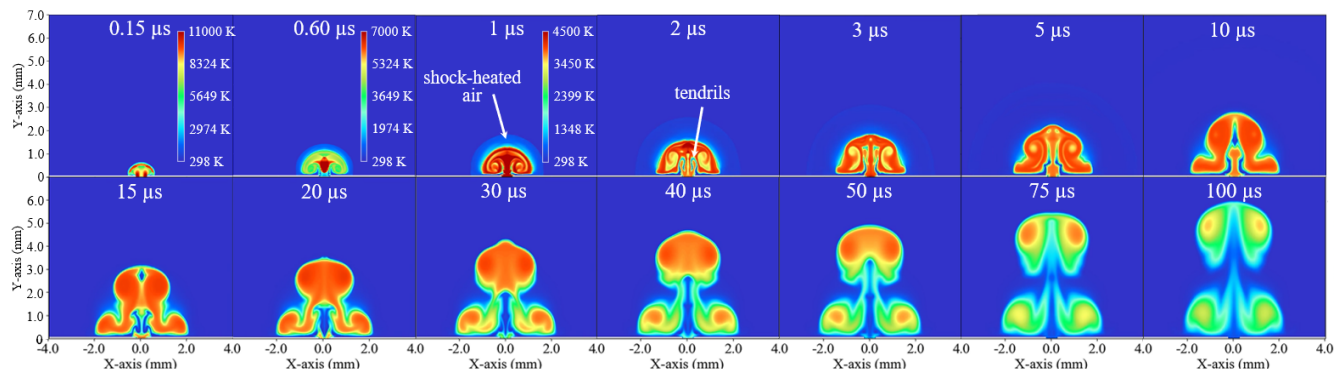 0.15 µs 0.60 µs 1 µs 2 µs 3 µs 5 µs 10 µs
7.0
6.0
5.0
4.0
3.0
2.0
1.0
0
Y-axis (mm)
11000 K
8324 K
5649 K
2974 K
298 K
7000 K
5324 K
3649 K
1974 K
298 K
4500 K
3450 K
2399 K
1348 K
298 K
shock-heated
air
tendrils
15 µs 20 µs 30 µs 40 µs 50 µs 75 µs 100 µs
6.0
5.0
4.0
3.0
2.0
1.0
0
Y-axis (mm)
-4.0 -2.0 0.0 2.0 4.0 -2.0 0.0 2.0 4.0 -2.0 0.0 2.0 4.0 -2.0 0.0 2.0 4.0 -2.0 0.0 2.0 4.0 -2.0 0.0 2.0 4.0 -2.0 0.0 2.0 4.0
X-axis (mm) X-axis (mm) X-axis (mm) X-axis (mm) X-axis (mm) X-axis (mm) X-axis (mm)